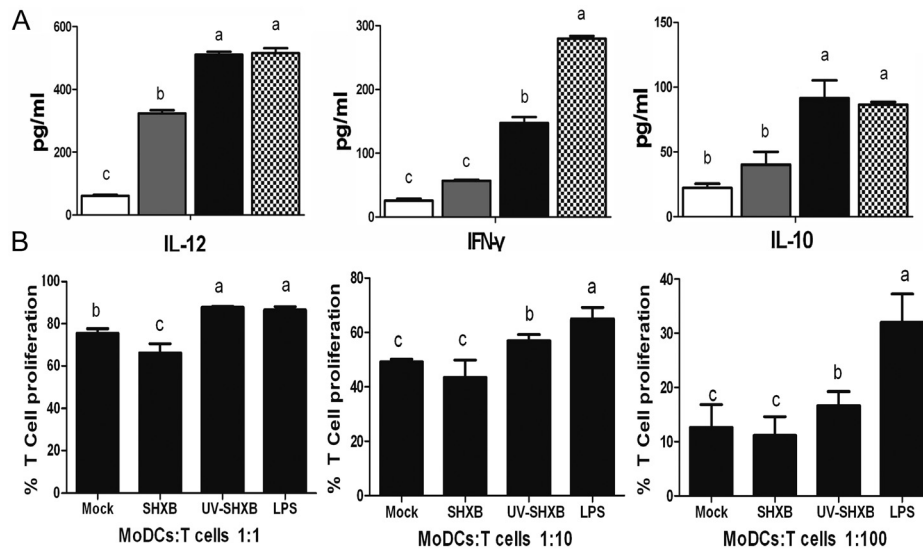 A
pg/ml
600
400
200
0
c
b
a
a
IL-12
pg/ml
300
200
100
0
c
c
b
a
IFN-γ
pg/ml
150
100
50
0
b
b
a
a
IL-10
B
% T Cell proliferation
100
80
60
40
20
0
b
c
a
a
Mock SHXB UV-SHXB LPS
MoDCs:T cells 1:1
% T Cell proliferation
80
60
40
20
0
c
c
b
a
Mock SHXB UV-SHXB LPS
MoDCs:T cells 1:10
% T Cell proliferation
40
30
20
10
0
c
c
b
a
Mock SHXB UV-SHXB LPS
MoDCs:T cells 1:100